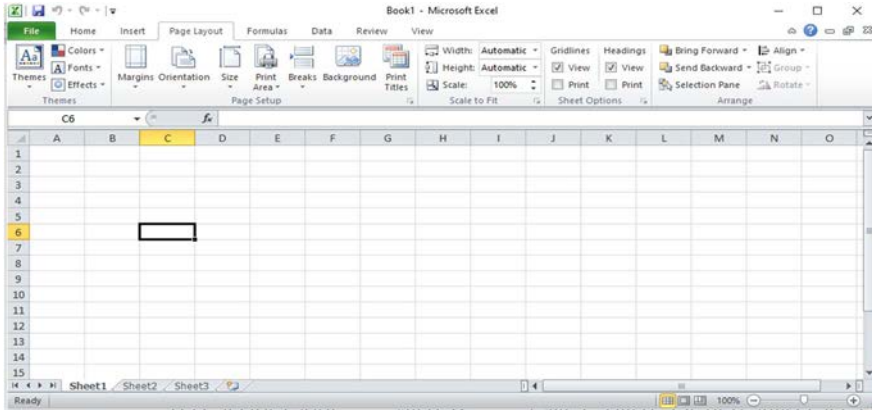 Book1 - Microsoft Excel
File Home Insert Page Layout Formulas Data Review View
Aa Colors Fonts Effects Themes
Margins Orientation Size Print Area Breaks Background Print Titles
Width: Automatic Gridlines Headings Bring Forward Align
Height: Automatic View View Send Backward Group
Scale: 100% Print Print Selection Pane Rotate
Themes Page Setup Scale to Fit Sheet Options Arrange
C6 fx
A B C D E F G H I J K L M N O
1
2
3
4
5
6
7
8
9
10
11
12
13
14
15
Sheet1 Sheet2 Sheet3
Ready 100%